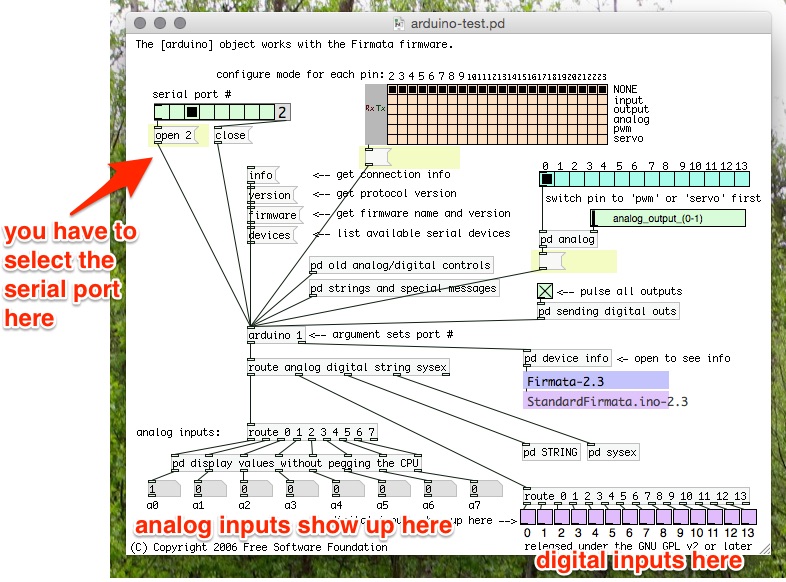 arduino-test.pd
The [arduino] object works with the Firmata firmware.
configure mode for each pin: 2 3 4 5 6 7 8 9 10 11 12 13 14 15 16 17 18 19 20 21 22 23
NONE
input
output
analog
pwm
servo
Rx Tx
serial port #
2
open 2
close
info <-- get connection info
version <-- get protocol version
firmware <-- get firmware name and version
devices <-- list available serial devices
0 1 2 3 4 5 6 7 8 9 10 11 12 13
switch pin to 'pwm' or 'servo' first
analog_output_(0-1)
pd analog
you have to
select the
serial port
here
pd old analog/digital controls
pd strings and special messages
<-- pulse all outputs
pd sending digital outs
arduino 1 <-- argument sets port #
route analog digital string sysex
pd device info <- open to see info
Firmata-2.3
StandardFirmata.ino-2.3
analog inputs: route 0 1 2 3 4 5 6 7
pd STRING
pd sysex
pd display values without pegging the CPU
1 0 0 0 0 0 0 0
a0 a1 a2 a3 a4 a5 a6 a7
route 0 1 2 3 4 5 6 7 8 9 10 11 12 13
up here -->
analog inputs show up here
0 1 2 3 4 5 6 7 8 9 10 11 12 13
(C) Copyright 2006 Free Software Foundation
released under the GNU GPL v2 or later
digital inputs here